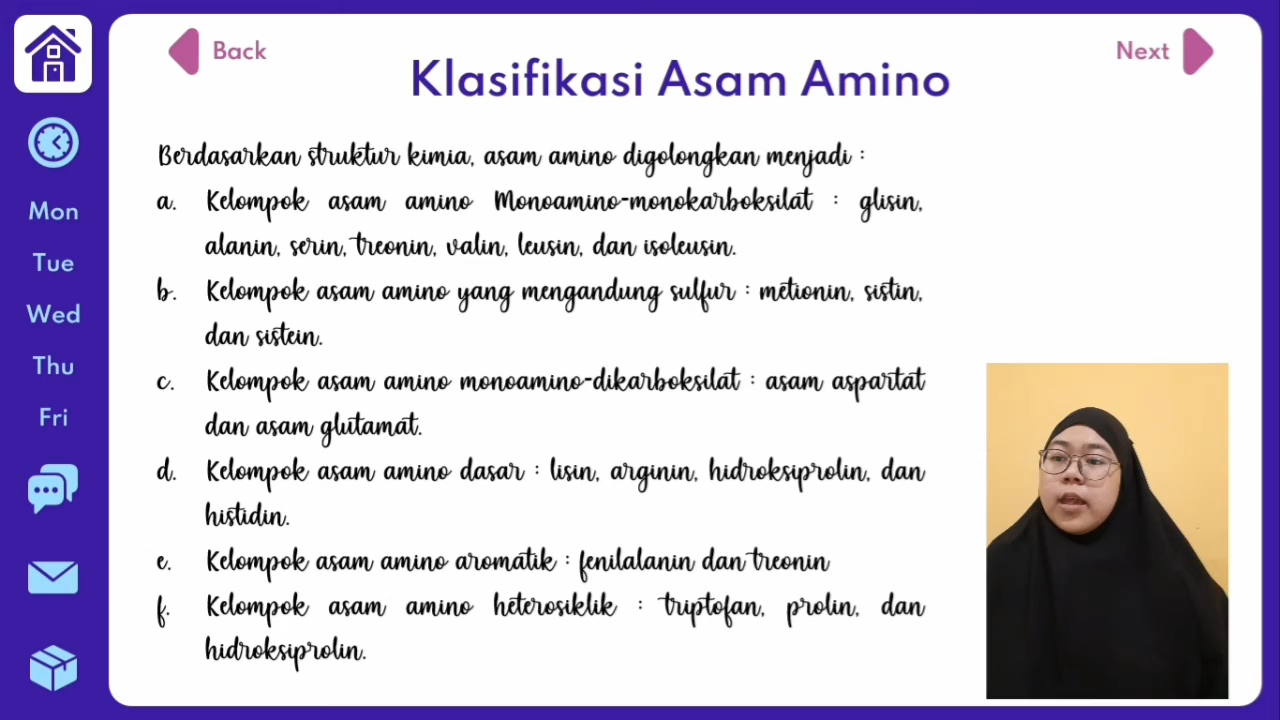 Back
Next
Klasifikasi Asam Amino
Mon
Tue
Wed
Thu
Fri
Berdasarkan struktur kimia, asam amino digolongkan menjadi :
a. Kelompok asam amino Monoamino-monokarboksilat : glisin,
alanin, serin, treonin, valin, leusin, dan isoleusin.
b. Kelompok asam amino yang mengandung sulfur : metionin, sistin,
dan sistein.
c. Kelompok asam amino monoamino-dikarboksilat : asam aspartat
dan asam glutamat.
d. Kelompok asam amino dasar : lisin, arginin, hidroksiprolin, dan
histidin.
e. Kelompok asam amino aromatik : fenilalanin dan treonin
f. Kelompok asam amino heterosiklik : triptofan, prolin, dan
hidroksiprolin.